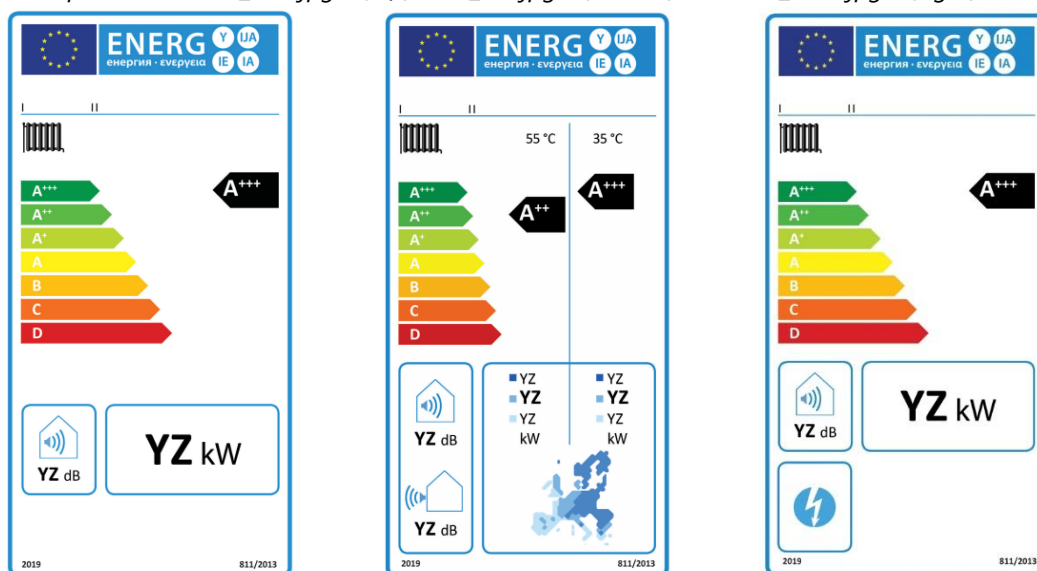 ENERG Y IJA
енергия · ενεργεια IE IA
I II
A+++
A+++
A++
A+
A
B
C
D
YZ dB
YZ kW
2019 811/2013
ENERG Y IJA
енергия · ενεργεια IE IA
I II
55 °C 35 °C
A+++
A+++
A++
A++
A+
A
B
C
D
YZ dB
YZ YZ
YZ YZ
YZ YZ
kW kW
YZ dB
2019 811/2013
ENERG Y IJA
енергия · ενεργεια IE IA
I II
A+++
A+++
A++
A+
A
B
C
D
YZ dB
YZ kW
2019 811/2013